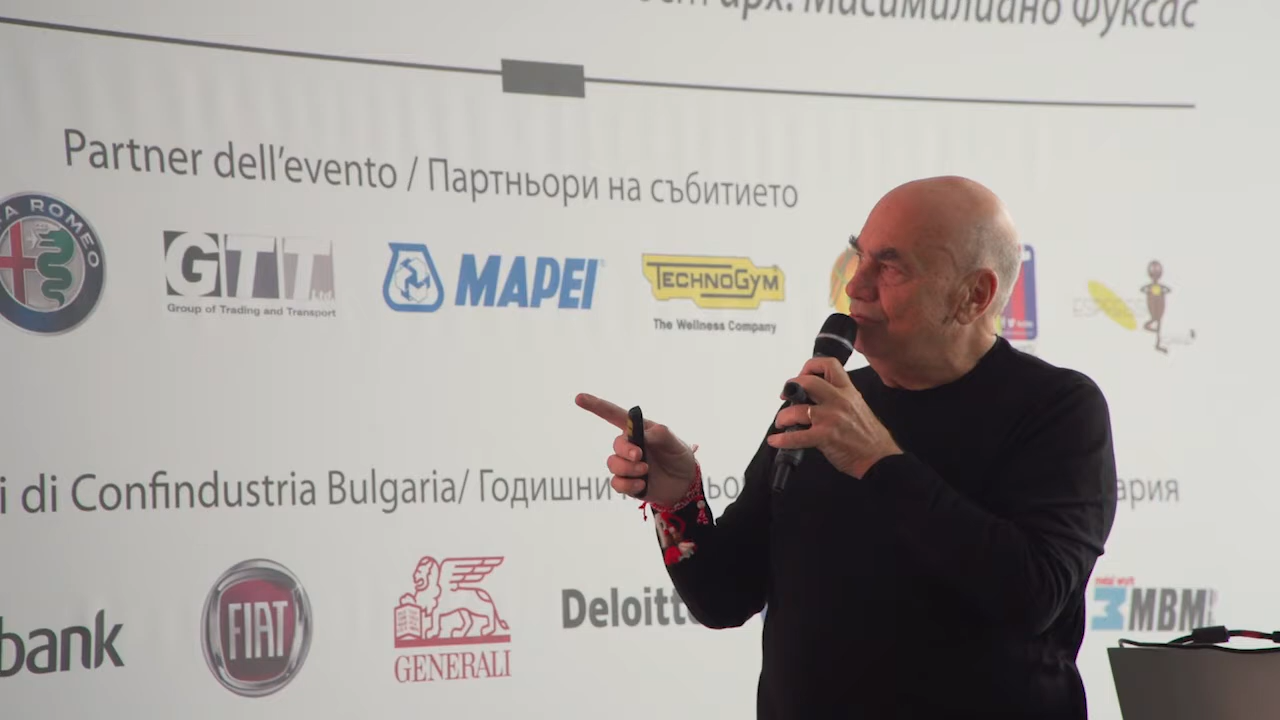 арх. Масимилиано Фуксас
Partner dell'evento / Партньори на събитието
A ROMEO
GTT
Group of Trading and Transport
MAPEI
TECHNOGYM
The Wellness Company
i di Confindustria Bulgaria/ Годишни
ария
bank
FIAT
GENERALI
Deloitt
MBM